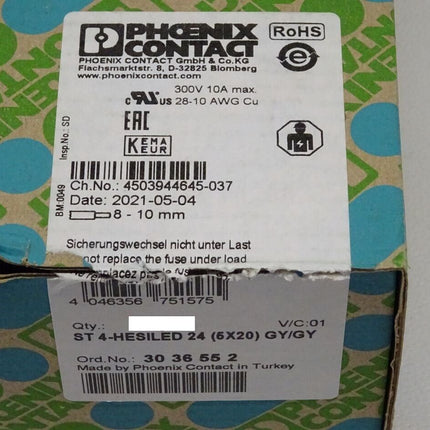 PHOENIX
CONTACT
RoHS
PHOENIX CONTACT GmbH & Co.KG
Flachsmarktstr. 8, D-32825 Blomberg
www.phoenixcontact.com
300V 10A max.
c RU US 28-10 AWG Cu
EAC
KEMA
KEUR
Insp.No.: SD
BM:0049
Ch.No.: 4503944645-037
Date: 2021-05-04
8 - 10 mm
Sicherungswechsel nicht unter Last
not replace the fuse under load
4 046356 751575
Qty.:
V/C:01
ST 4-HESILED 24 (5X20) GY/GY
Ord.No.: 30 36 55 2
Made by Phoenix Contact in Turkey